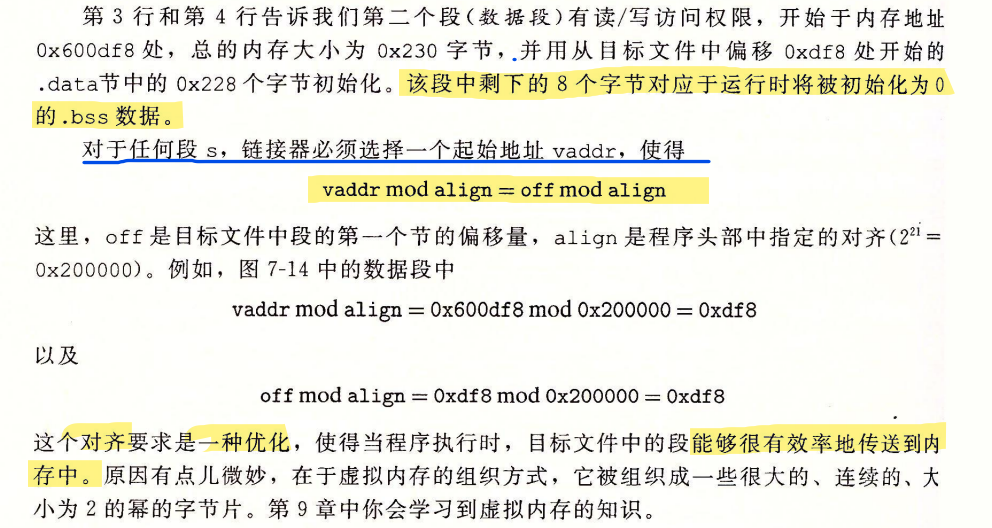 第 3 行和第 4 行告诉我们第二个段(数据段)有读/写访问权限，开始于内存地址
0x600df8 处，总的内存大小为 0x230 字节，并用从目标文件中偏移 0xdf8 处开始的
.data节中的 0x228 个字节初始化。该段中剩下的 8 个字节对应于运行时将被初始化为 0
的.bss 数据。
对于任何段 s，链接器必须选择一个起始地址 vaddr，使得
vaddr mod align = off mod align
这里，off 是目标文件中段的第一个节的偏移量，align 是程序头部中指定的对齐(2²¹ =
0x200000)。例如，图 7-14 中的数据段中
vaddr mod align = 0x600df8 mod 0x200000 = 0xdf8
以及
off mod align = 0xdf8 mod 0x200000 = 0xdf8
这个对齐要求是一种优化，使得当程序执行时，目标文件中的段能够很有效率地传送到内
存中。原因有点儿微妙，在于虚拟内存的组织方式，它被组织成一些很大的、连续的、大
小为 2 的幂的字节片。第 9 章中你会学习到虚拟内存的知识。